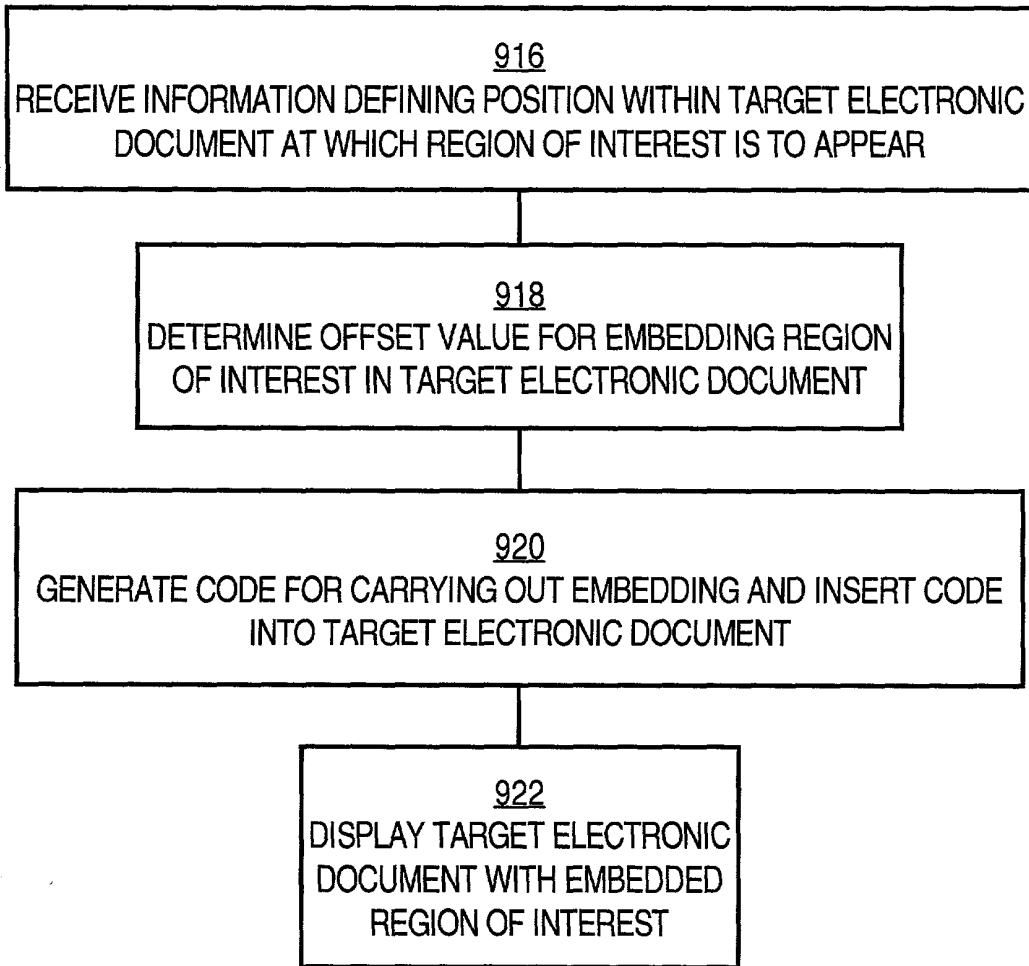 916
RECEIVE INFORMATION DEFINING POSITION WITHIN TARGET ELECTRONIC
DOCUMENT AT WHICH REGION OF INTEREST IS TO APPEAR
918
DETERMINE OFFSET VALUE FOR EMBEDDING REGION
OF INTEREST IN TARGET ELECTRONIC DOCUMENT
920
GENERATE CODE FOR CARRYING OUT EMBEDDING AND INSERT CODE
INTO TARGET ELECTRONIC DOCUMENT
922
DISPLAY TARGET ELECTRONIC
DOCUMENT WITH EMBEDDED
REGION OF INTEREST